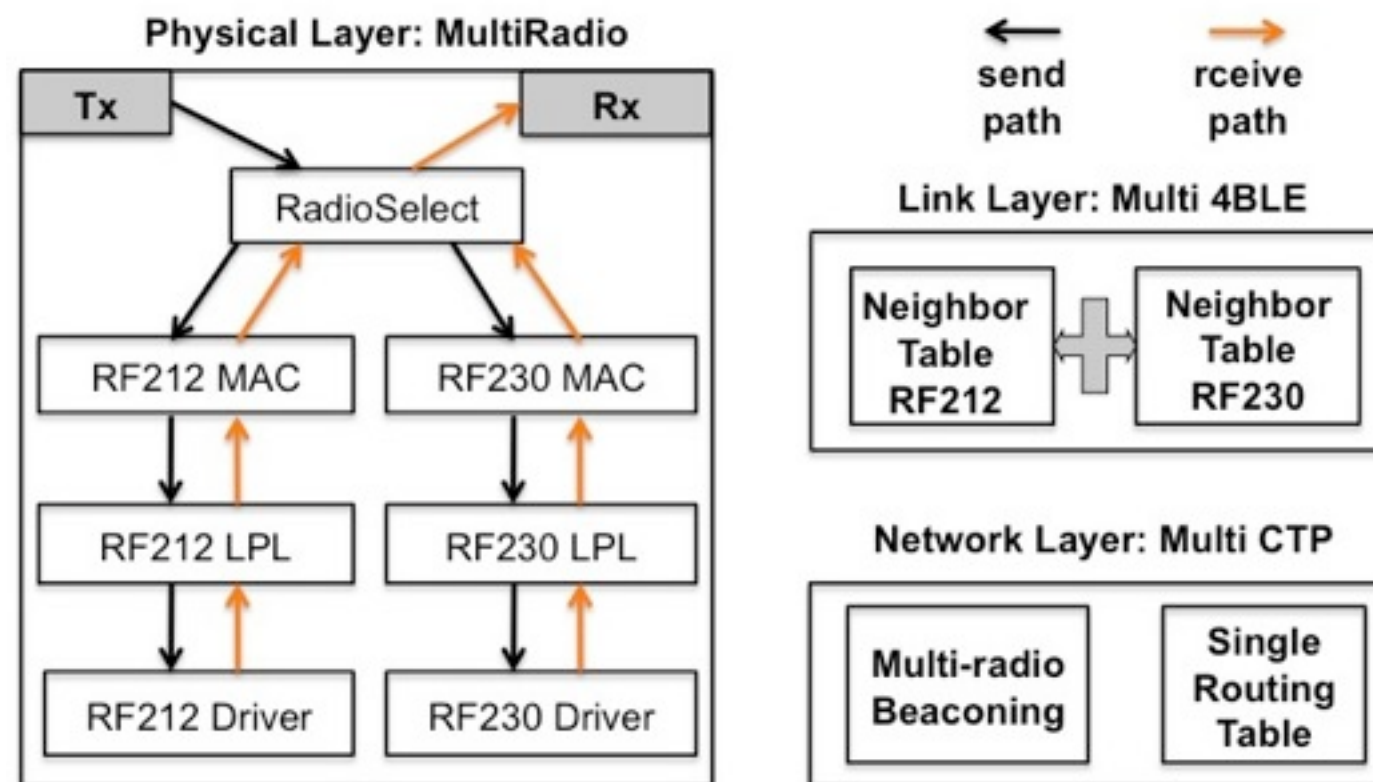 Physical Layer: MultiRadio
Tx
Rx
RadioSelect
RF212 MAC
RF230 MAC
RF212 LPL
RF230 LPL
RF212 Driver
RF230 Driver
send
path
rceive
path
Link Layer: Multi 4BLE
Neighbor
Table
RF212
Neighbor
Table
RF230
Network Layer: Multi CTP
Multi-radio
Beaconing
Single
Routing
Table